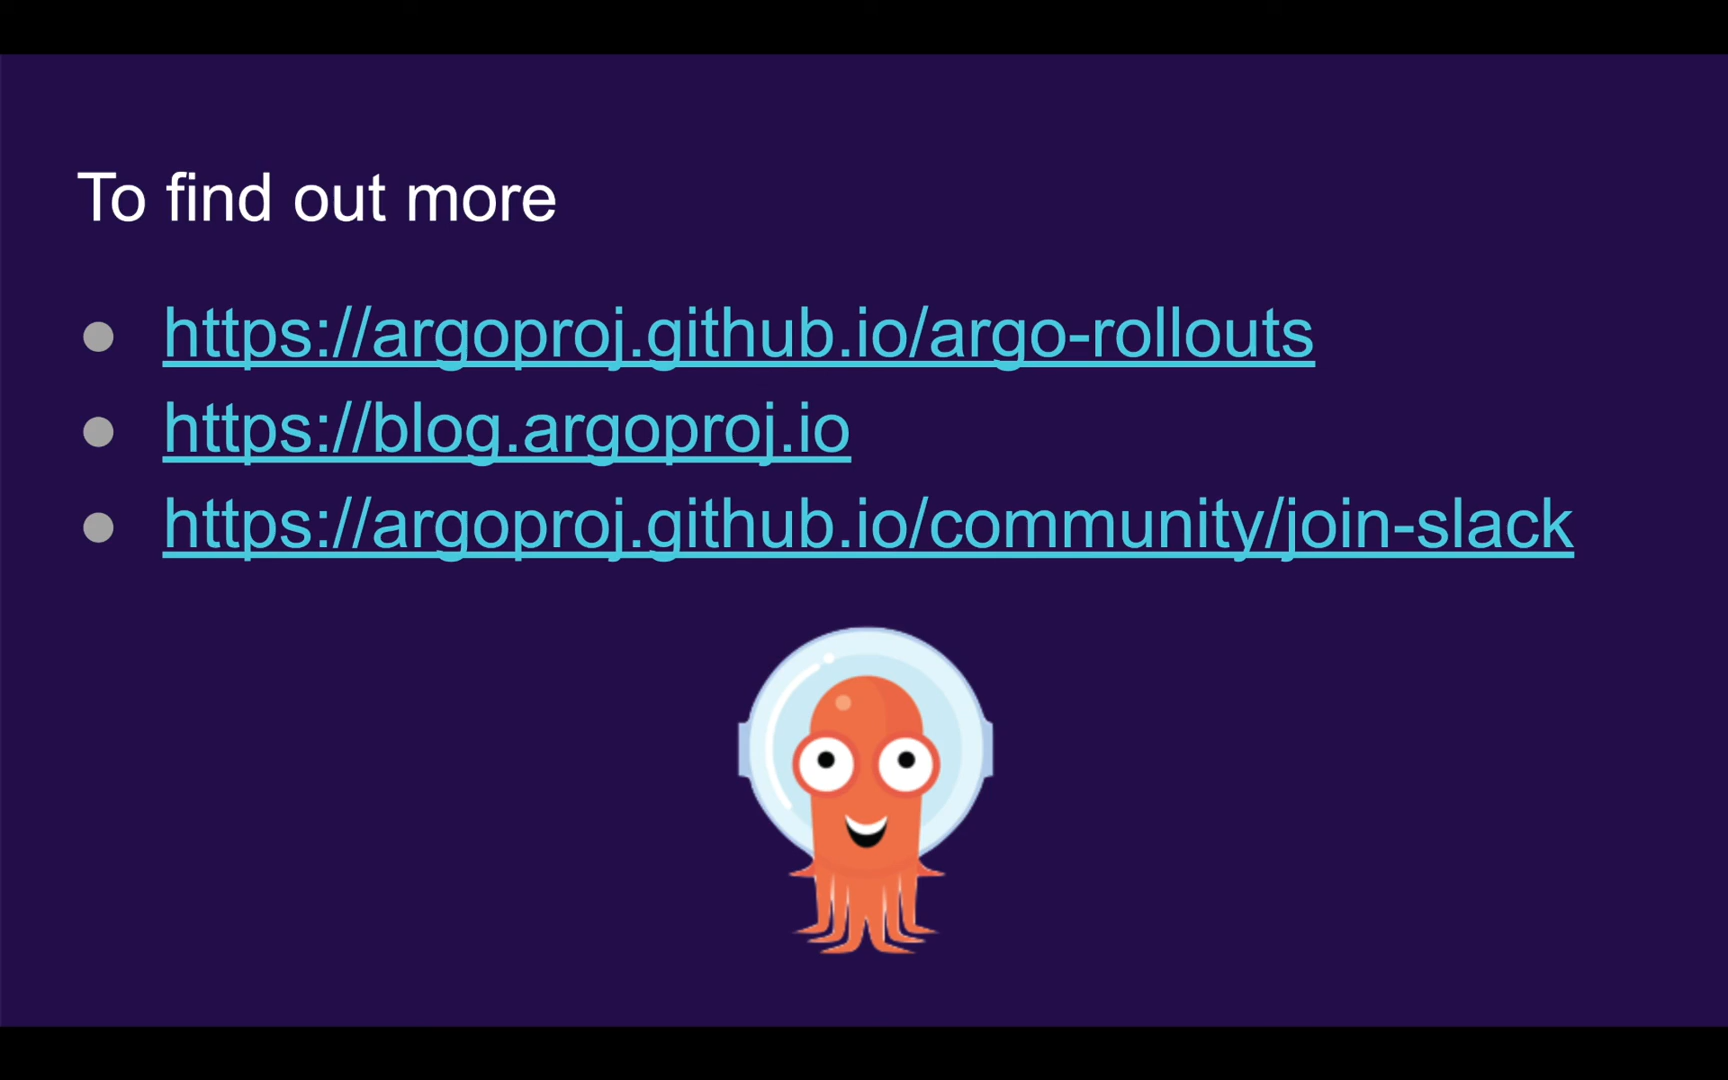 To find out more
https://argoproj.github.io/argo-rollouts
https://blog.argoproj.io
https://argoproj.github.io/community/join-slack